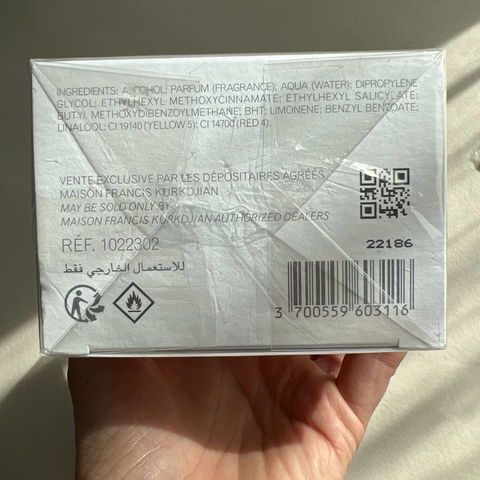 INGREDIENTS: ALCOHOL; PARFUM (FRAGRANCE); AQUA (WATER); DIPROPYLENE
GLYCOL; ETHYLHEXYL METHOXYCINNAMATE; ETHYLHEXYL SALICYLATE;
BUTYL METHOXYDIBENZOYLMETHANE; BHT; LIMONENE; BENZYL BENZOATE;
LINALOOL; CI 19140 (YELLOW 5); CI 14700 (RED 4).
VENTE EXCLUSIVE PAR LES DÉPOSITAIRES AGRÉÉS
MAISON FRANCIS KURKDJIAN
MAY BE SOLD ONLY BY
MAISON FRANCIS KURKDJIAN AUTHORIZED DEALERS
RÉF. 1022302
22186
للاستعمال الخارجي فقط
3 700559 603116